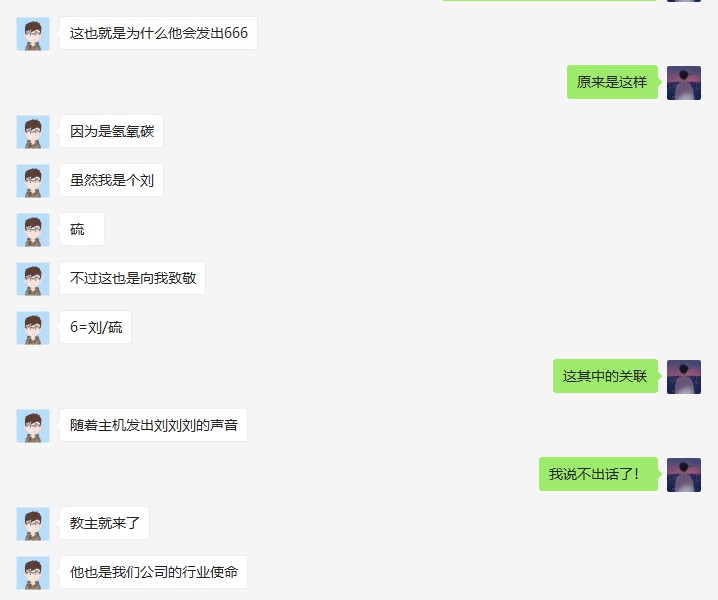 这也就是为什么他会发出666
原来是这样
因为是氢氧碳
虽然我是个刘
硫
不过这也是向我致敬
6=刘/硫
这其中的关联
随着主机发出刘刘刘的声音
我说不出话了！
教主就来了
他也是我们公司的行业使命